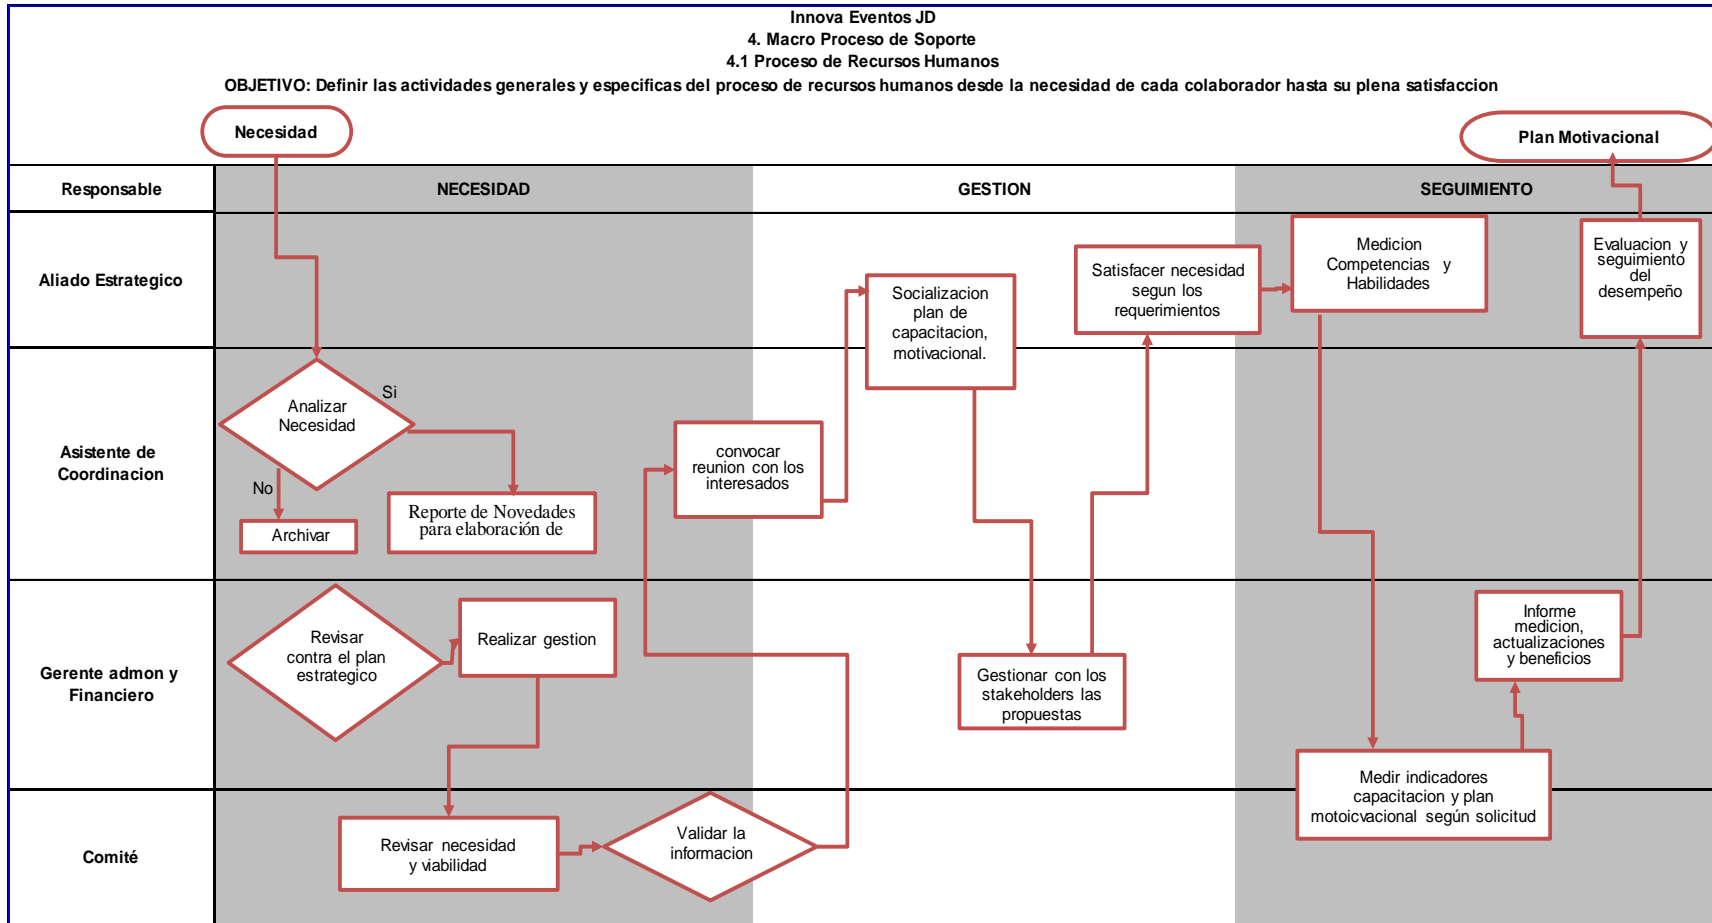 Innova Eventos JD
4. Macro Proceso de Soporte
4.1 Proceso de Recursos Humanos
OBJETIVO: Definir las actividades generales y especificas del proceso de recursos humanos desde la necesidad de cada colaborador hasta su plena satisfaccion
Necesidad
Plan Motivacional
Responsable
NECESIDAD
GESTION
SEGUIMIENTO
Aliado Estrategico
Socializacion
plan de
capacitacion,
motivacional.
Satisfacer necesidad
segun los
requerimientos
Medicion
Competencias y
Habilidades
Evaluacion y
seguimiento
del
desempeño
Asistente de
Coordinacion
Analizar
Necesidad
Si
No
Archivar
Reporte de Novedades
para elaboración de
convocar
reunion con los
interesados
Gerente admon y
Financiero
Revisar
contra el plan
estrategico
Realizar gestion
Gestionar con los
stakeholders las
propuestas
Informe
medicion,
actualizaciones
y beneficios
Medir indicadores
capacitacion y plan
motoicvacional según solicitud
Comité
Revisar necesidad
y viabilidad
Validar la
informacion